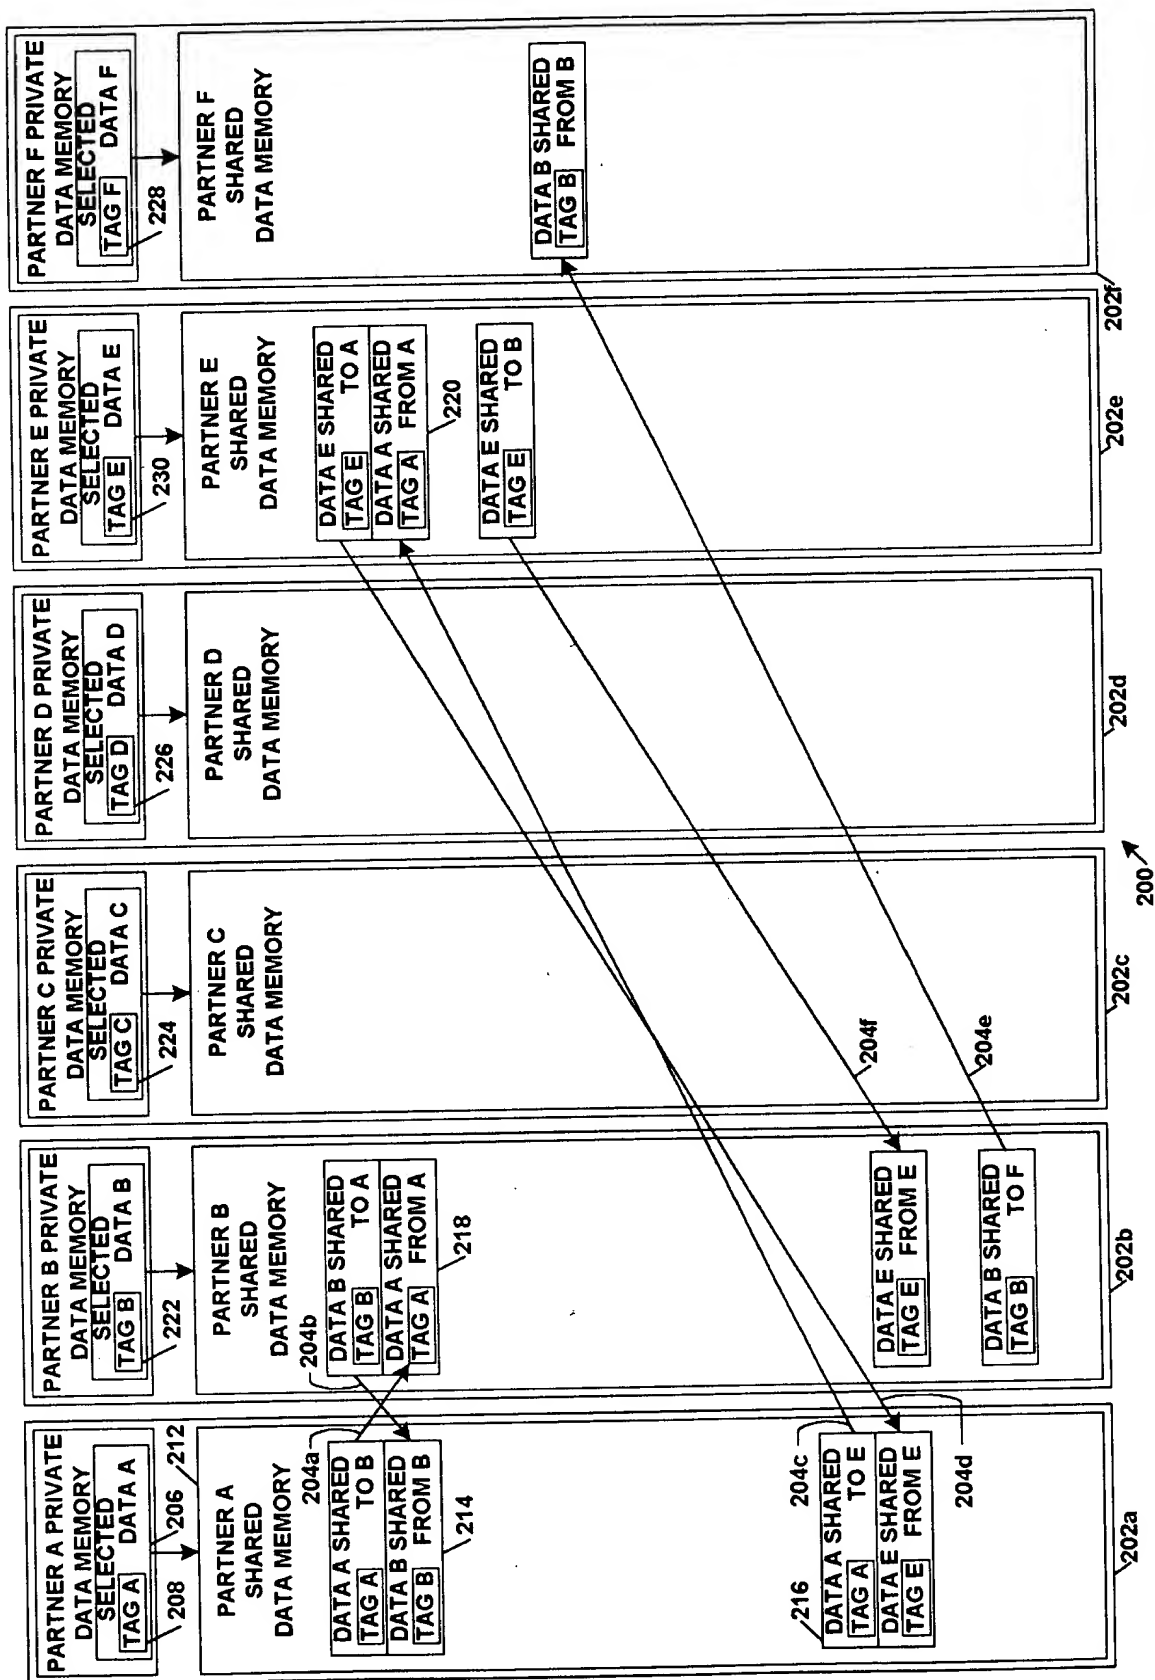 PARTNER A PRIVATE
DATA MEMORY
SELECTED
TAG A DATA A
208
206
212
PARTNER A
SHARED
DATA MEMORY
DATA A SHARED
TAG A TO B
DATA B SHARED
TAG B FROM B
214
204a
204b
216
DATA A SHARED
TAG A TO E
DATA E SHARED
TAG E FROM E
204c
204d
202a
PARTNER B PRIVATE
DATA MEMORY
SELECTED
TAG B DATA B
222
PARTNER B
SHARED
DATA MEMORY
DATA B SHARED
TAG B TO A
DATA A SHARED
TAG A FROM A
218
DATA E SHARED
TAG E FROM E
DATA B SHARED
TAG B TO F
204f
204e
202b
PARTNER C PRIVATE
DATA MEMORY
SELECTED
TAG C DATA C
224
PARTNER C
SHARED
DATA MEMORY
202c
200
PARTNER D PRIVATE
DATA MEMORY
SELECTED
TAG D DATA D
226
PARTNER D
SHARED
DATA MEMORY
202d
PARTNER E PRIVATE
DATA MEMORY
SELECTED
TAG E DATA E
230
PARTNER E
SHARED
DATA MEMORY
DATA E SHARED
TAG E TO A
DATA A SHARED
TAG A FROM A
220
DATA E SHARED
TAG E TO B
202e
PARTNER F PRIVATE
DATA MEMORY
SELECTED
TAG F DATA F
228
PARTNER F
SHARED
DATA MEMORY
DATA B SHARED
TAG B FROM B
202f